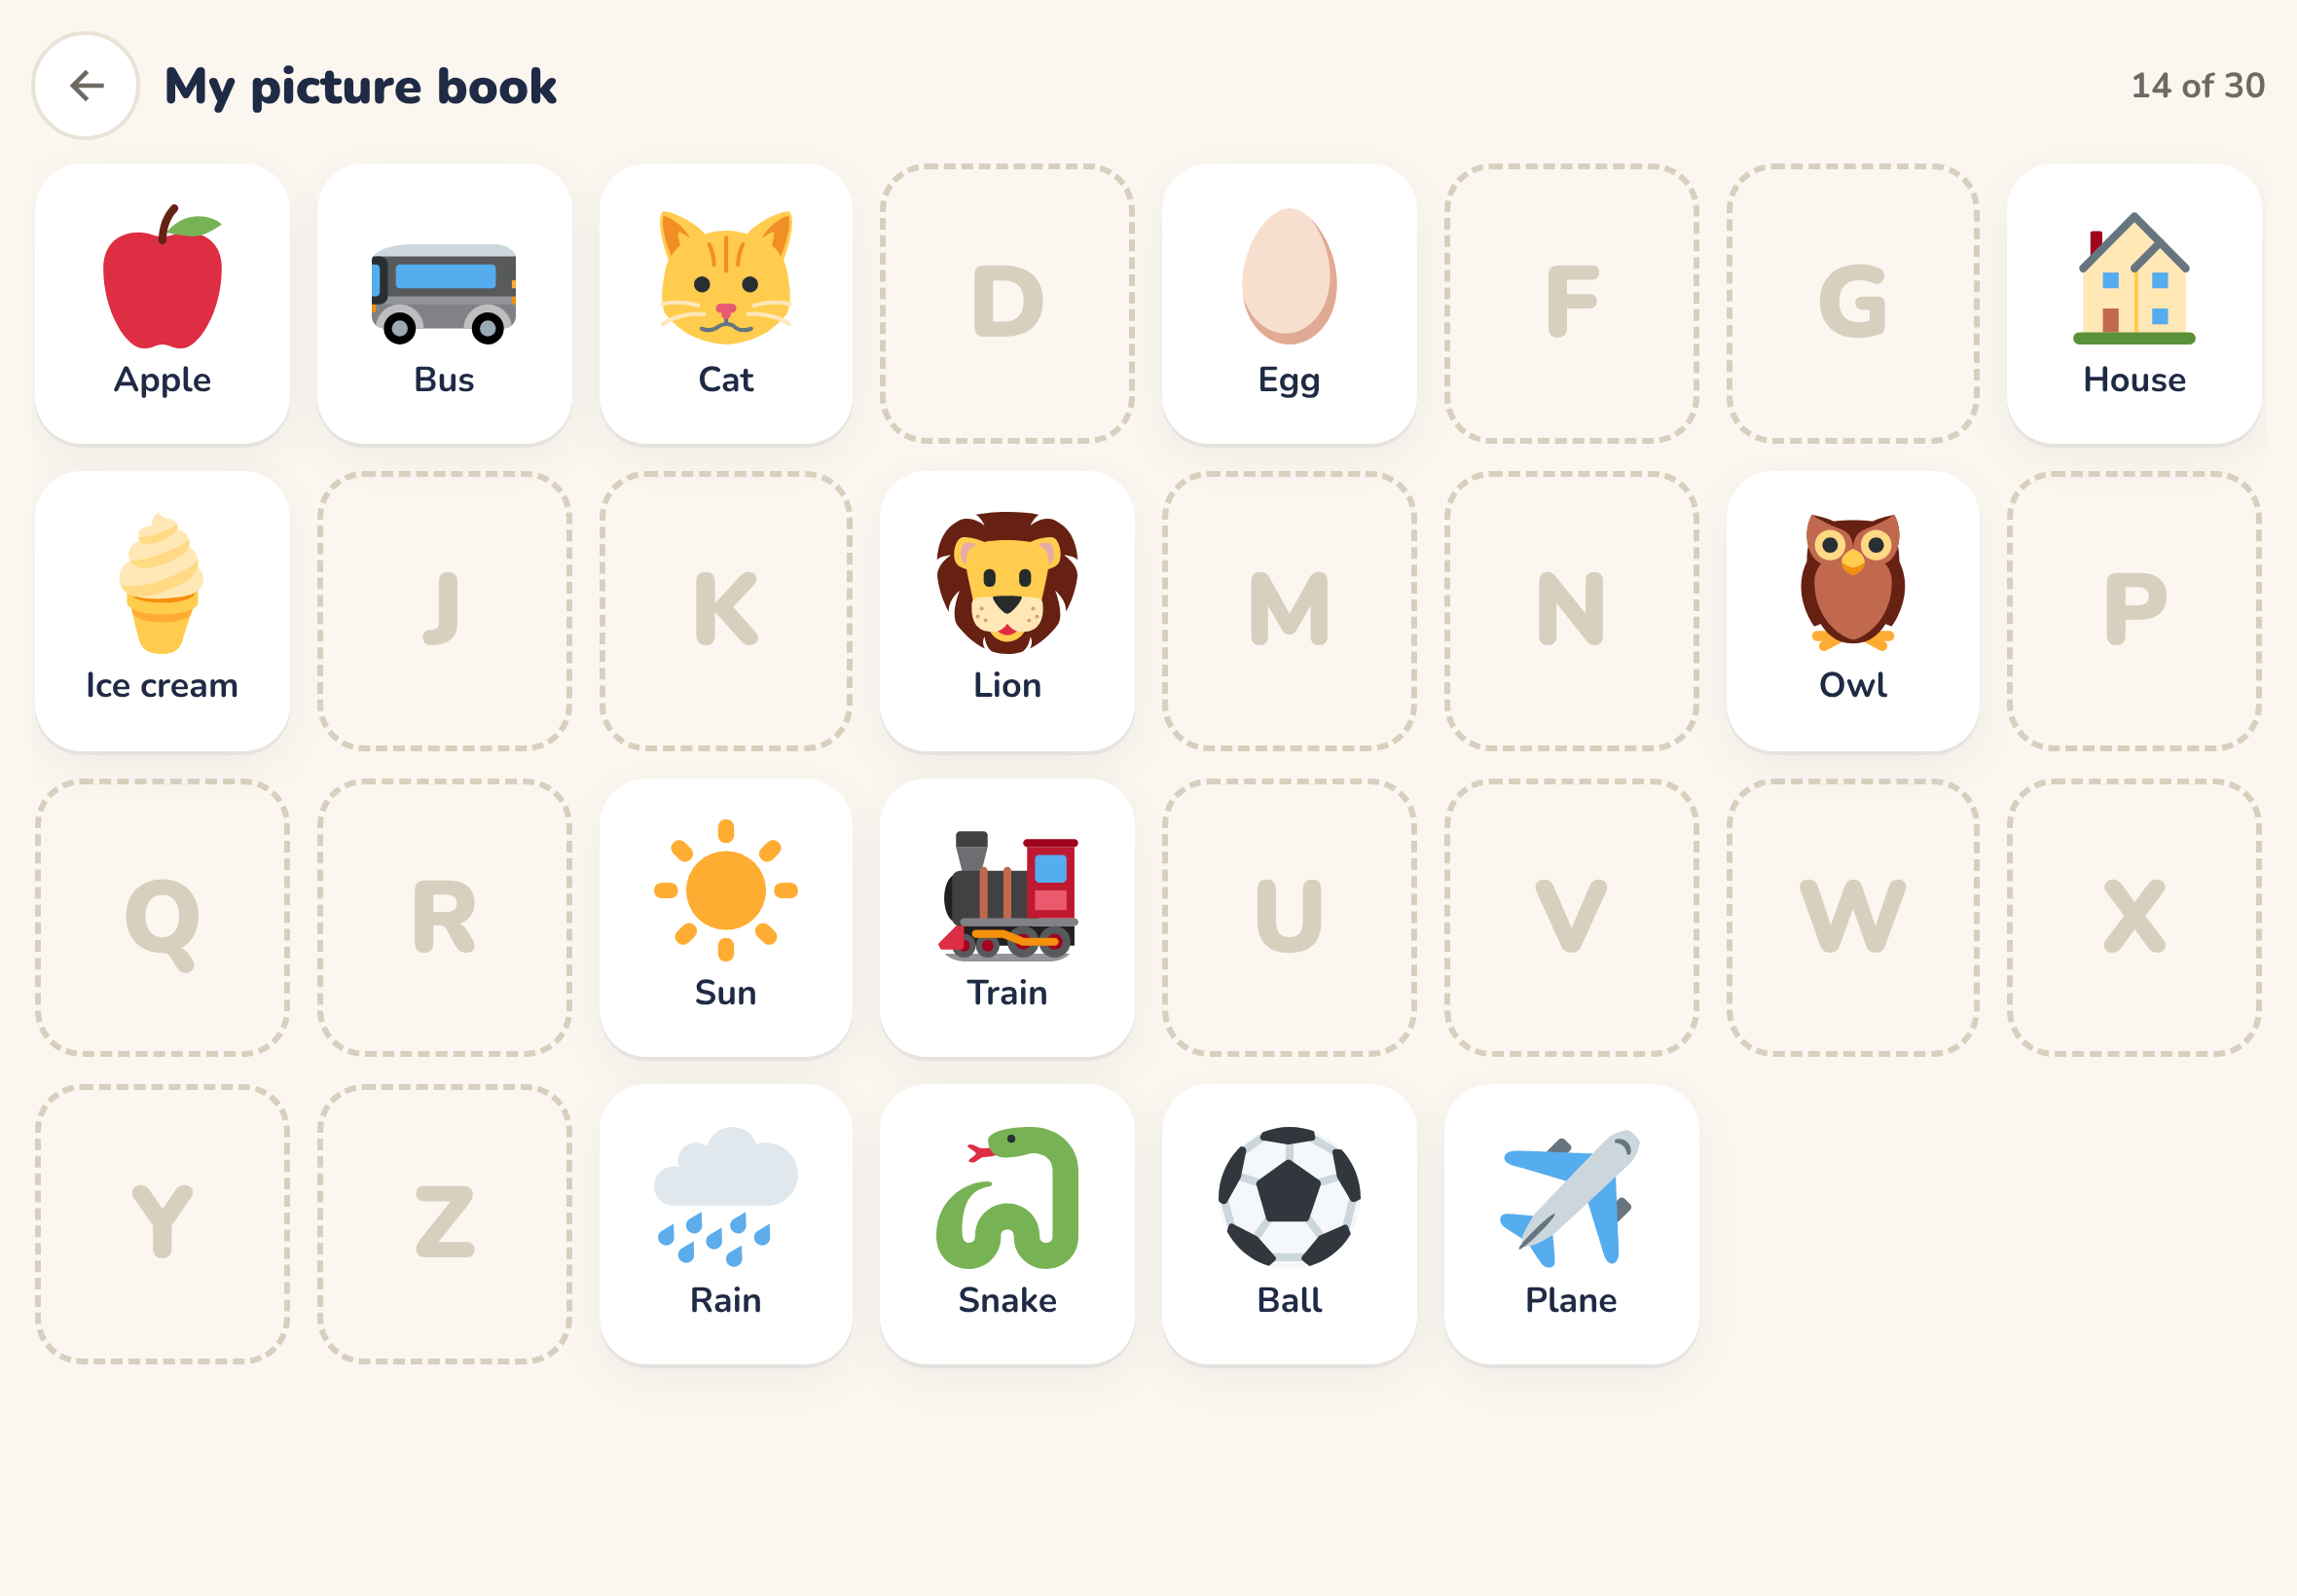 My picture book
14 of 30
Apple
Bus
Cat
D
Egg
F
G
House
Ice cream
J
K
Lion
M
N
Owl
P
Q
R
Sun
Train
U
V
W
X
Y
Z
Rain
Snake
Ball
Plane